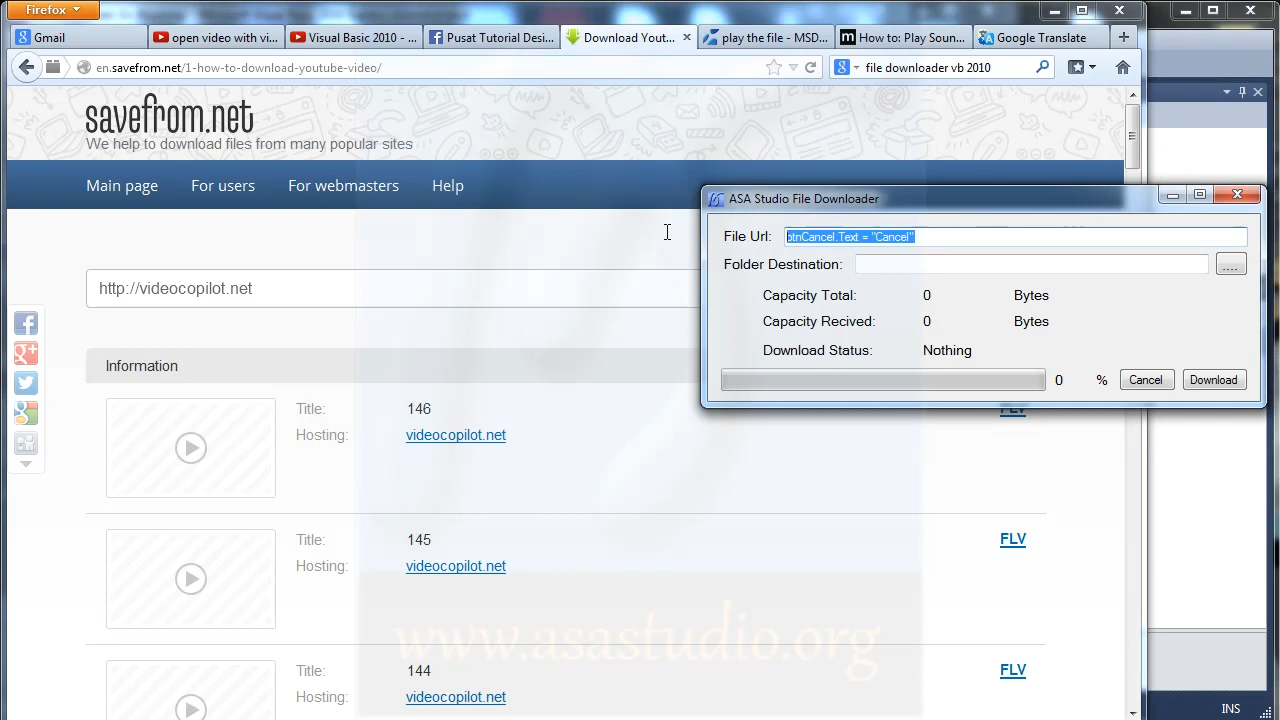 Firefox
Gmail
open video with vi...
Visual Basic 2010 - ...
Pusat Tutorial Desi...
Download Yout...
play the file - MSD...
How to: Play Soun...
Google Translate
en.savefrom.net/1-how-to-download-youtube-video/
file downloader vb 2010
savefrom.net
We help to download files from many popular sites
Main page
For users
For webmasters
Help
http://videocopilot.net
Information
Title: 146
Hosting: videocopilot.net
FLV
Title: 145
Hosting: videocopilot.net
FLV
Title: 144
Hosting: videocopilot.net
FLV
ASA Studio File Downloader
File Url: btnCancel.Text = "Cancel"
Folder Destination:
....
Capacity Total: 0 Bytes
Capacity Recived: 0 Bytes
Download Status: Nothing
0 % Cancel Download
www.asastudio.org
INS